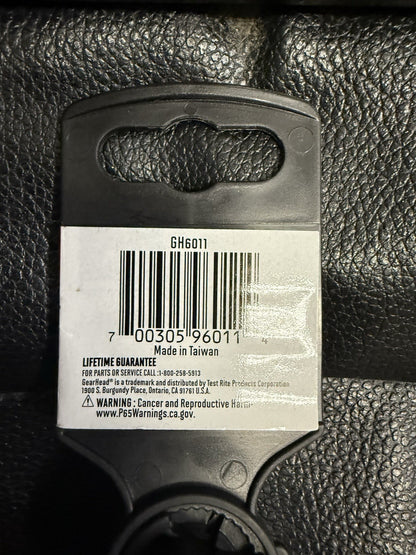 GH6011
7 00305 96011 4
Made in Taiwan
LIFETIME GUARANTEE
FOR PARTS OR SERVICE CALL:1-800-258-5913
GearHead® is a trademark and distributed by Test Rite Products Corporation
1900 S. Burgundy Place, Ontario, CA 91761 U.S.A.
⚠ WARNING: Cancer and Reproductive Harm-
www.P65Warnings.ca.gov.